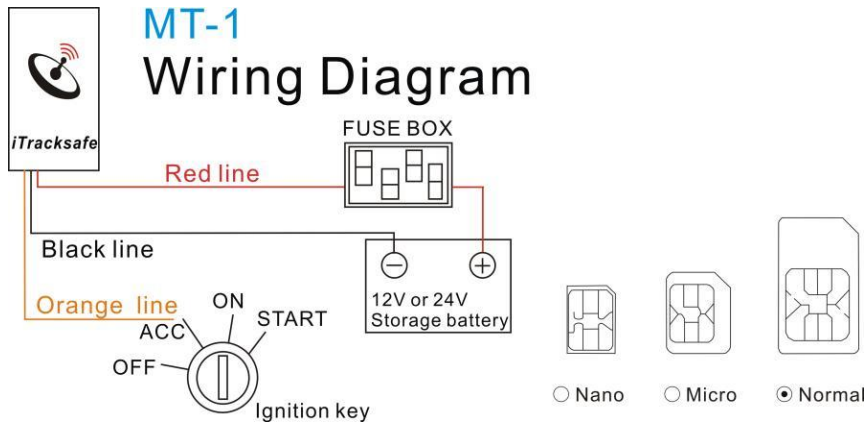 MT-1
Wiring Diagram
iTracksafe
FUSE BOX
Red line
Black line
12V or 24V
Storage battery
Orange line
ACC
ON
START
OFF
Ignition key
Nano
Micro
Normal